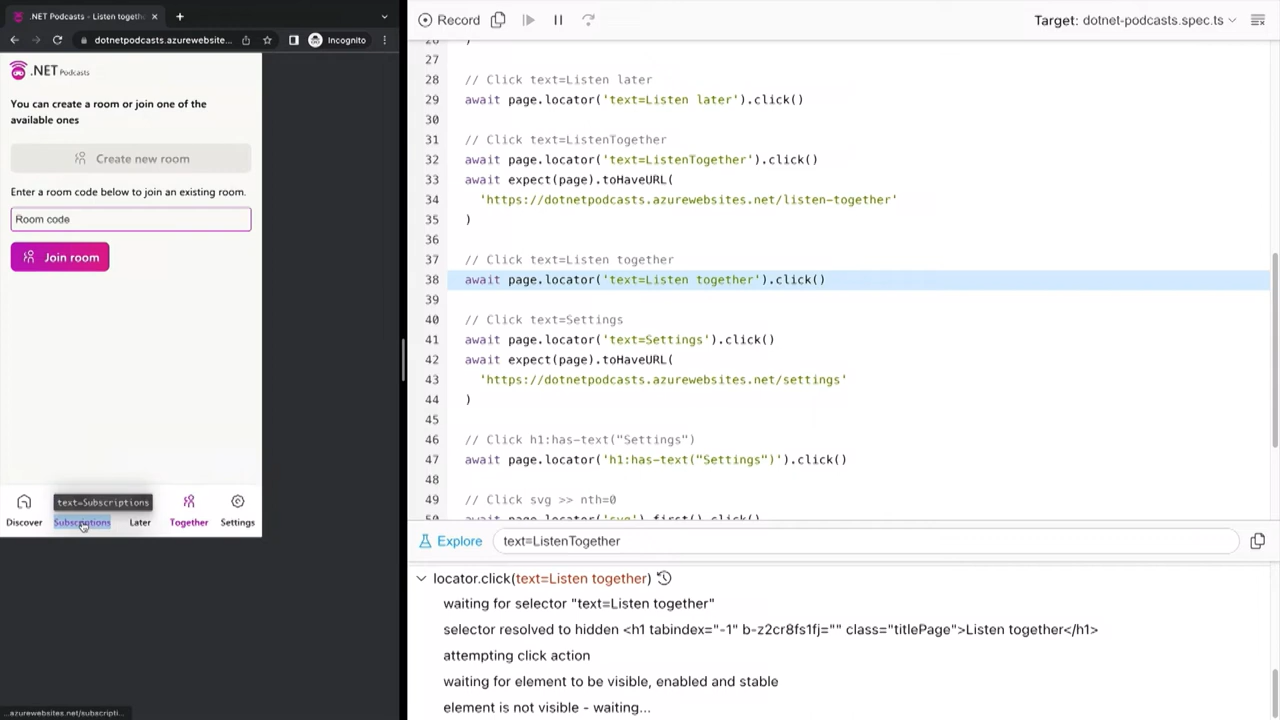 .NET Podcasts - Listen togeth
dotnetpodcasts.azurewebsite...
Incognito
.NET Podcasts
You can create a room or join one of the
available ones
Create new room
Enter a room code below to join an existing room.
Room code
Join room
text=Subscriptions
Discover
Subscriptions
Later
Together
Settings
...azurewebsites.net/subscripti...
Record
Target: dotnet-podcasts.spec.ts
27
28 // Click text=Listen later
29 await page.locator('text=Listen later').click()
30
31 // Click text=ListenTogether
32 await page.locator('text=ListenTogether').click()
33 await expect(page).toHaveURL(
34 'https://dotnetpodcasts.azurewebsites.net/listen-together'
35 )
36
37 // Click text=Listen together
38 await page.locator('text=Listen together').click()
39
40 // Click text=Settings
41 await page.locator('text=Settings').click()
42 await expect(page).toHaveURL(
43 'https://dotnetpodcasts.azurewebsites.net/settings'
44 )
45
46 // Click h1:has-text("Settings")
47 await page.locator('h1:has-text("Settings")').click()
48
49 // Click svg >> nth=0
50 await page.locator('svg').first().click()
Explore
text=ListenTogether
locator.click(text=Listen together)
waiting for selector "text=Listen together"
selector resolved to hidden <h1 tabindex="-1" b-z2cr8fs1fj="" class="titlePage">Listen together</h1>
attempting click action
waiting for element to be visible, enabled and stable
element is not visible - waiting...